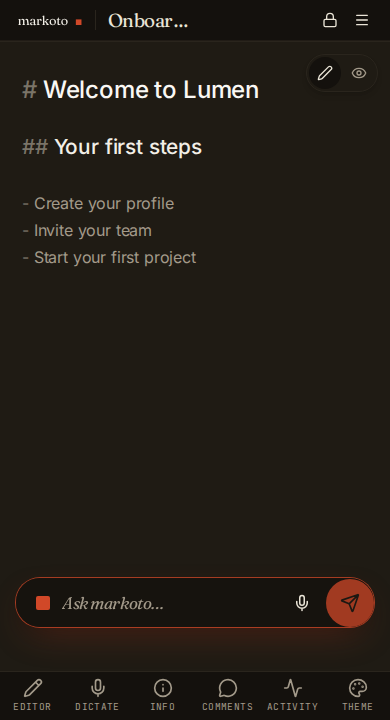 markoto
Onboar...
# Welcome to Lumen
## Your first steps
- Create your profile
- Invite your team
- Start your first project
Ask markoto...
EDITOR
DICTATE
INFO
COMMENTS
ACTIVITY
THEME